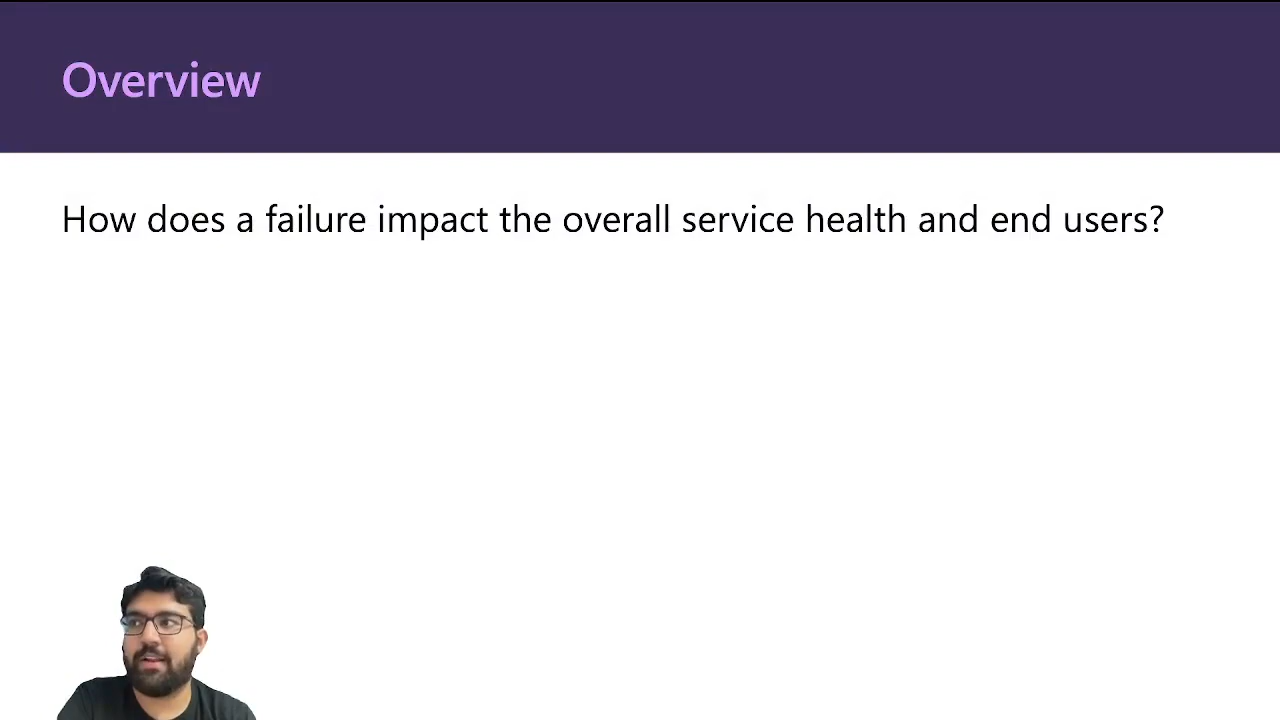 Overview
How does a failure impact the overall service health and end users?